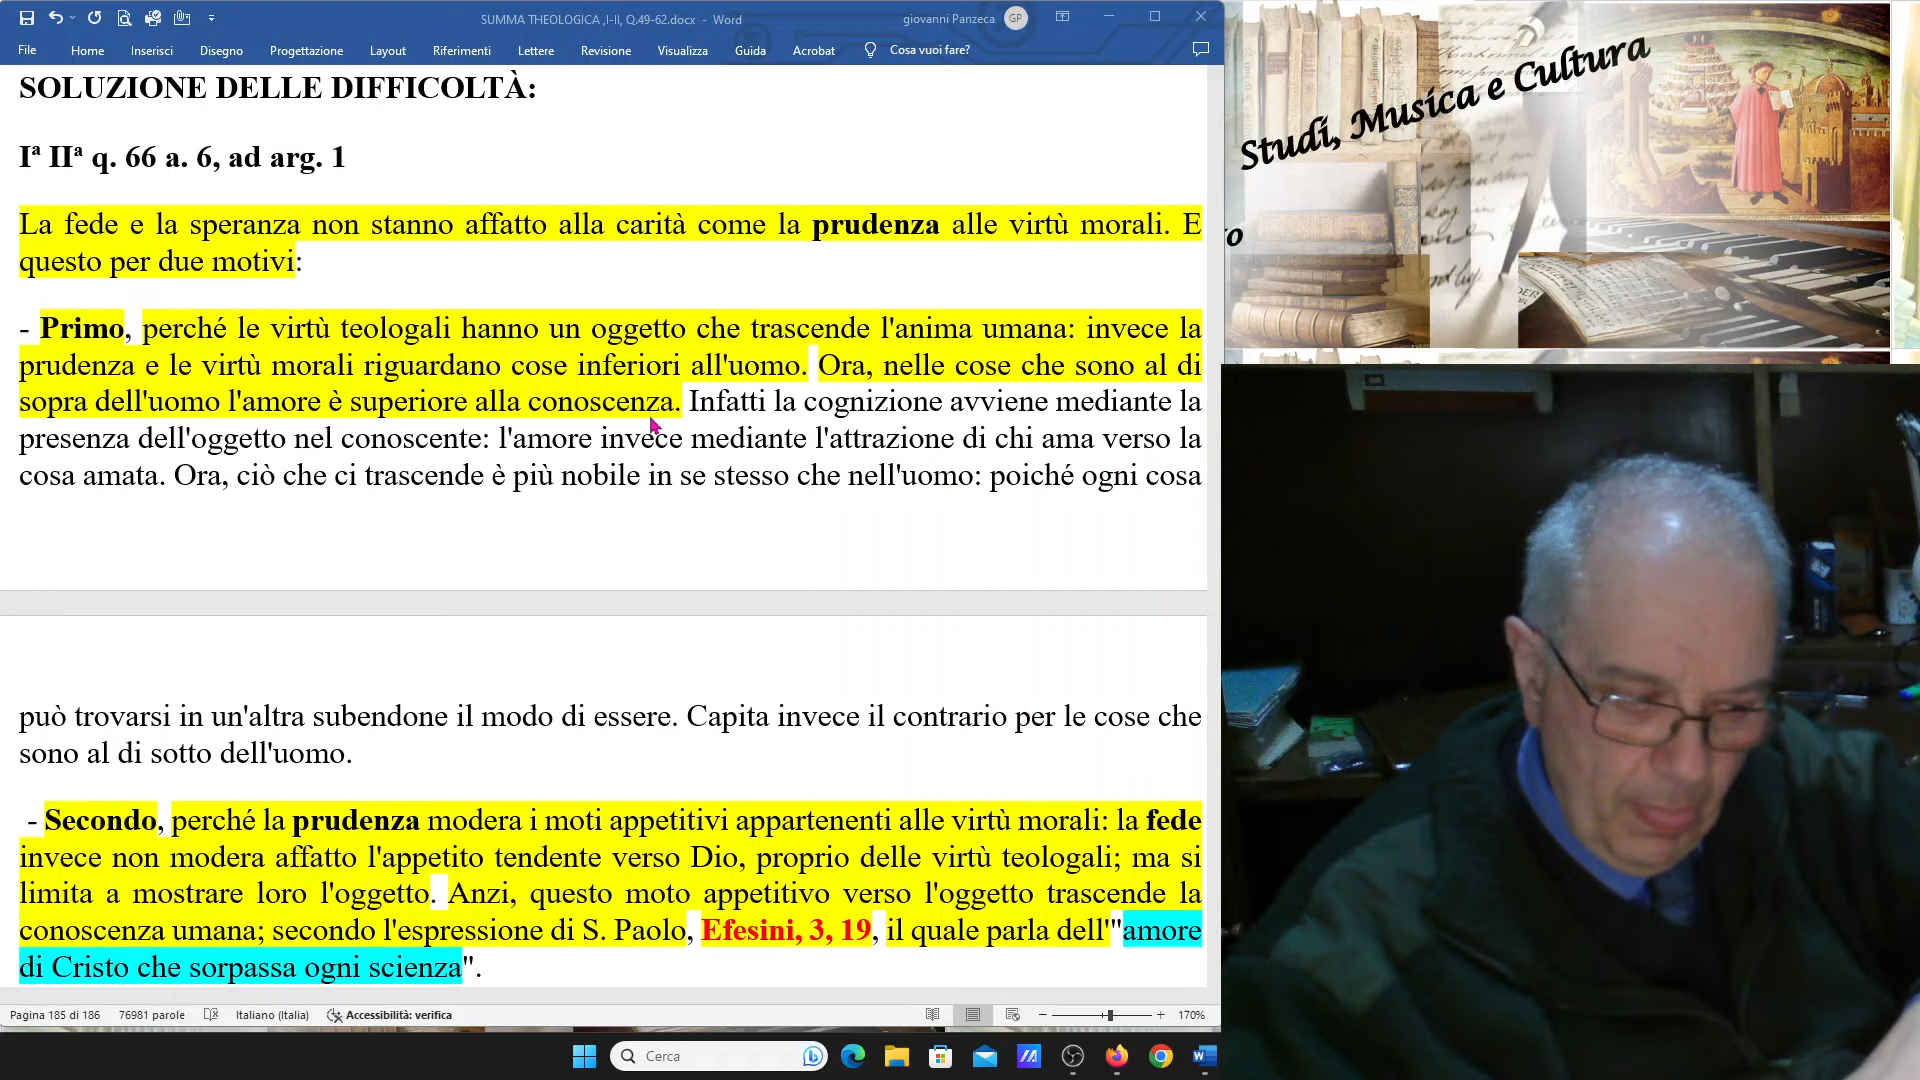 SUMMA THEOLOGICA ,I-II, Q.49-62.docx - Word
giovanni Panzeca
GP
File Home Inserisci Disegno Progettazione Layout Riferimenti Lettere Revisione Visualizza Guida Acrobat Cosa vuoi fare?
SOLUZIONE DELLE DIFFICOLTÀ:
Iª IIª q. 66 a. 6, ad arg. 1
La fede e la speranza non stanno affatto alla carità come la prudenza alle virtù morali. E
questo per due motivi:
- Primo, perché le virtù teologali hanno un oggetto che trascende l'anima umana: invece la
prudenza e le virtù morali riguardano cose inferiori all'uomo. Ora, nelle cose che sono al di
sopra dell'uomo l'amore è superiore alla conoscenza. Infatti la cognizione avviene mediante la
presenza dell'oggetto nel conoscente: l'amore invece mediante l'attrazione di chi ama verso la
cosa amata. Ora, ciò che ci trascende è più nobile in se stesso che nell'uomo: poiché ogni cosa
può trovarsi in un'altra subendone il modo di essere. Capita invece il contrario per le cose che
sono al di sotto dell'uomo.
- Secondo, perché la prudenza modera i moti appetitivi appartenenti alle virtù morali: la fede
invece non modera affatto l'appetito tendente verso Dio, proprio delle virtù teologali; ma si
limita a mostrare loro l'oggetto. Anzi, questo moto appetitivo verso l'oggetto trascende la
conoscenza umana; secondo l'espressione di S. Paolo, Efesini, 3, 19, il quale parla dell'"amore
di Cristo che sorpassa ogni scienza".
Pagina 185 di 186 76981 parole Italiano (Italia) Accessibilità: verifica 170%
Cerca
Studi, Musica e Cultura